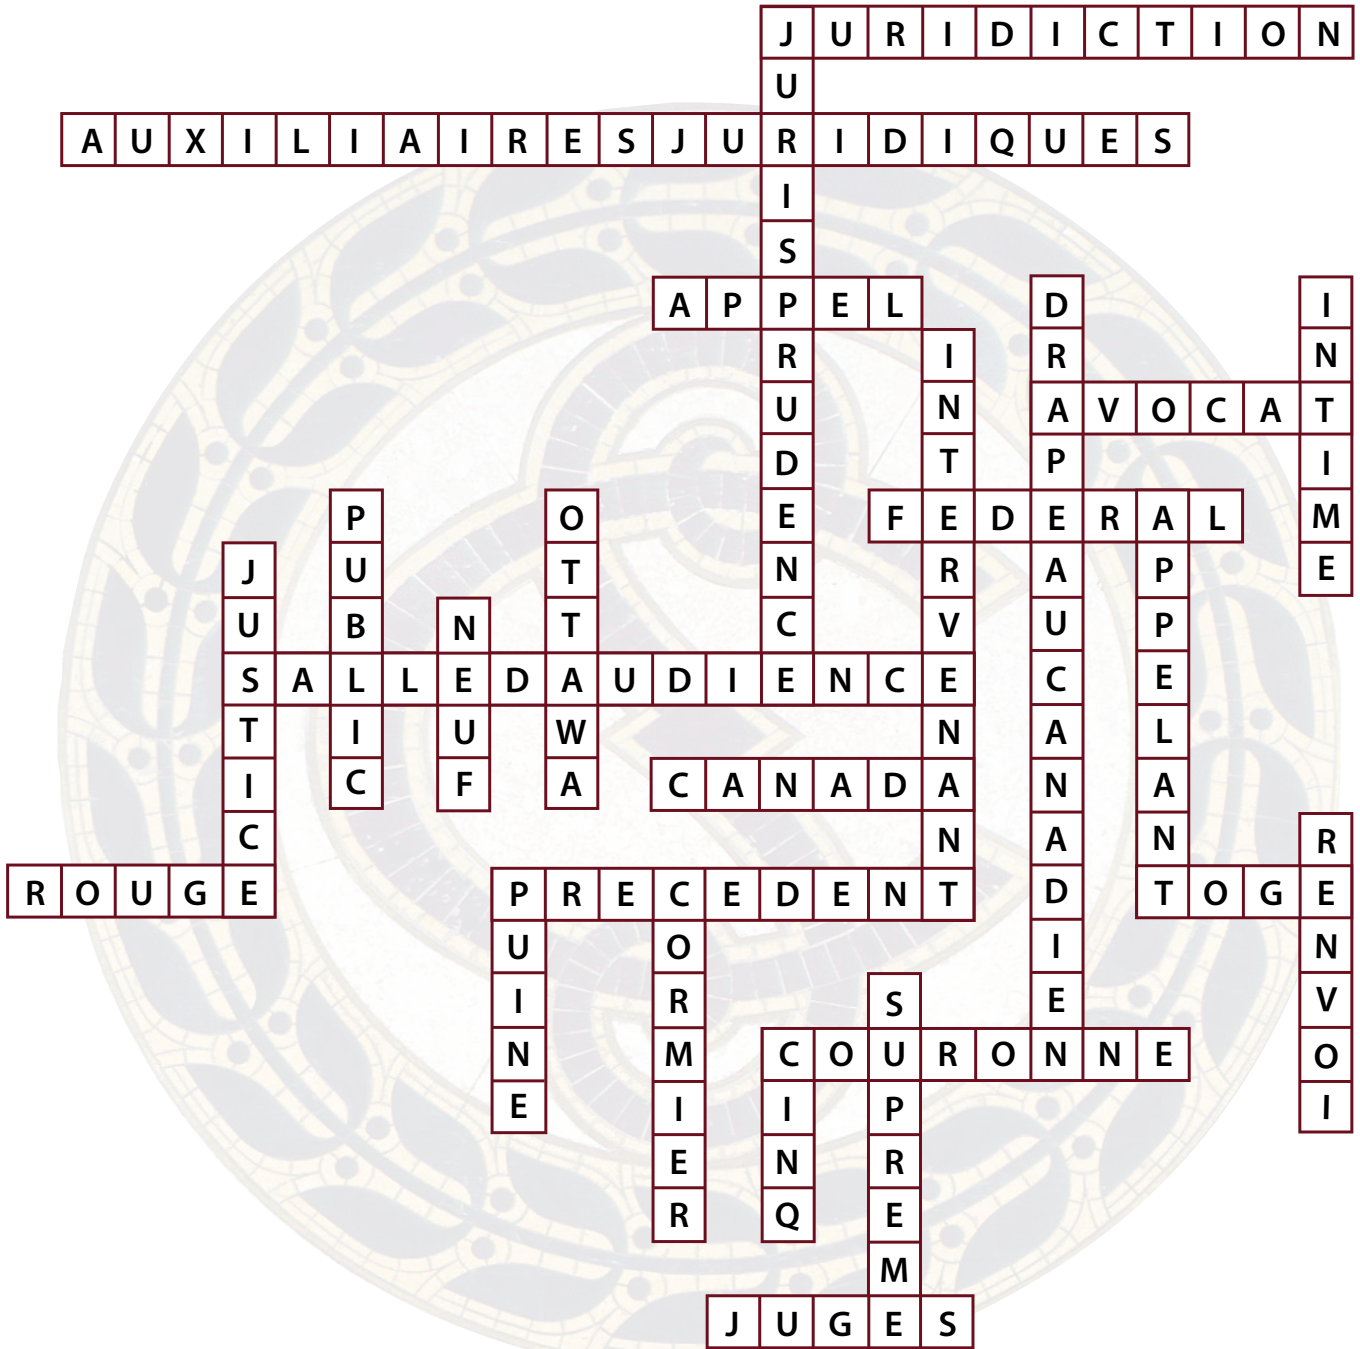 JURIDICTION
JURISPRUDENCE
AUXILIAIRESJURIDIQUES
APPEL
DRAPEAUCANADIEN
INTIME
INTERVENANT
AVOCAT
PUBLIC
OTTAWA
FEDERAL
APPELANT
JUSTICE
NEUF
SALLEDAUDIENCE
CANADA
RENVOI
ROUGE
PRECEDENT
PUINE
CORMIER
TOGE
SUPREME
COURONNE
CINQ
JUGES